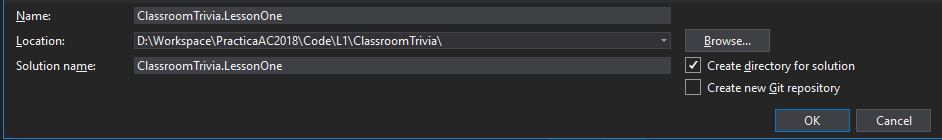 Name: ClassroomTrivia.LessonOne
Location: D:\Workspace\PracticaAC2018\Code\L1\ClassroomTrivia\ Browse...
Solution name: ClassroomTrivia.LessonOne Create directory for solution
Create new Git repository
OK Cancel